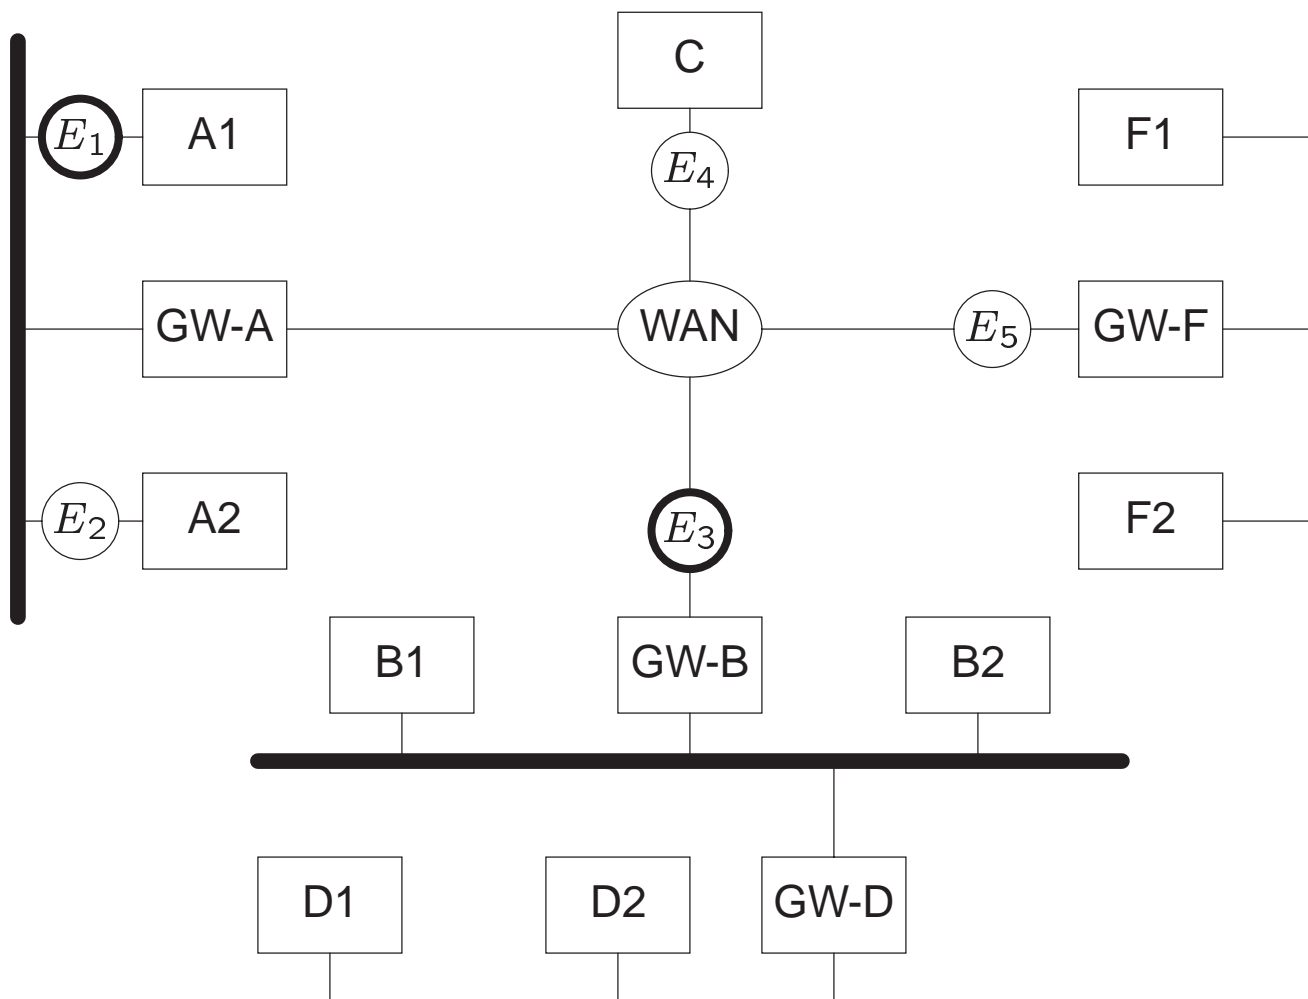 C
E₁ A1
F1
E₄
GW-A
WAN
E₅ GW-F
E₂ A2
F2
E₃
B1
GW-B
B2
D1
D2
GW-D